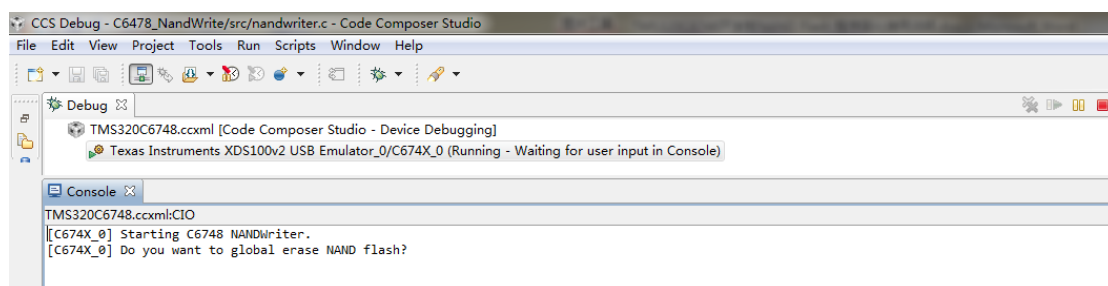 CCS Debug - C6478_NandWrite/src/nandwriter.c - Code Composer Studio
File Edit View Project Tools Run Scripts Window Help
Debug
TMS320C6748.ccxml [Code Composer Studio - Device Debugging]
Texas Instruments XDS100v2 USB Emulator_0/C674X_0 (Running - Waiting for user input in Console)
Console
TMS320C6748.ccxml:CIO
[C674X_0] Starting C6748 NANDWriter.
[C674X_0] Do you want to global erase NAND flash?